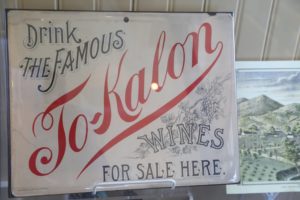 Drink
THE FAMOUS
To-Kalon
WINES
FOR SALE HERE.